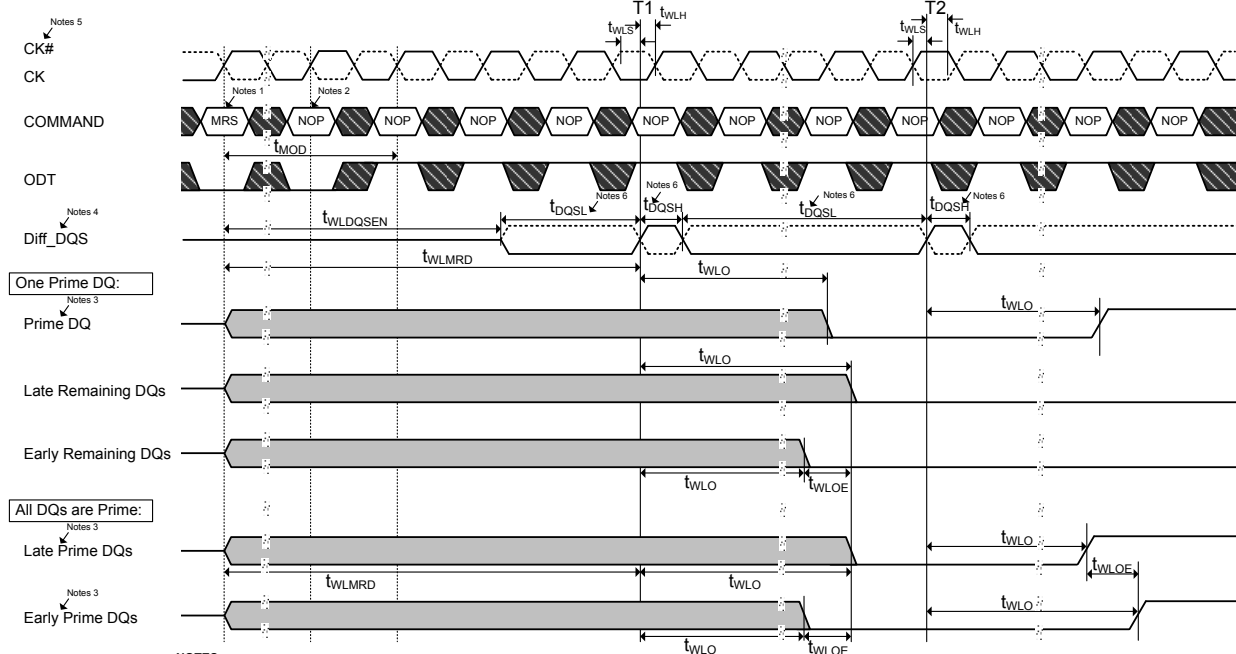 T1 T2
Notes 5 tWLS tWLH tWLS tWLH
CK#
CK
Notes 1 Notes 2
COMMAND MRS NOP NOP NOP NOP NOP NOP NOP NOP NOP NOP NOP
tMOD
ODT
Notes 6 Notes 6 Notes 6 Notes 6
tDQSL tDQSH tDQSL tDQSH
Notes 4
tWLDQSEN
Diff_DQS
tWLMRD
tWLO
One Prime DQ:
Notes 3
tWLO
Prime DQ
tWLO
Late Remaining DQs
Early Remaining DQs
tWLO tWLOE
All DQs are Prime:
Notes 3
tWLO
Late Prime DQs
tWLOE
tWLMRD tWLO
Notes 3
tWLO
Early Prime DQs
tWLO tWLOE